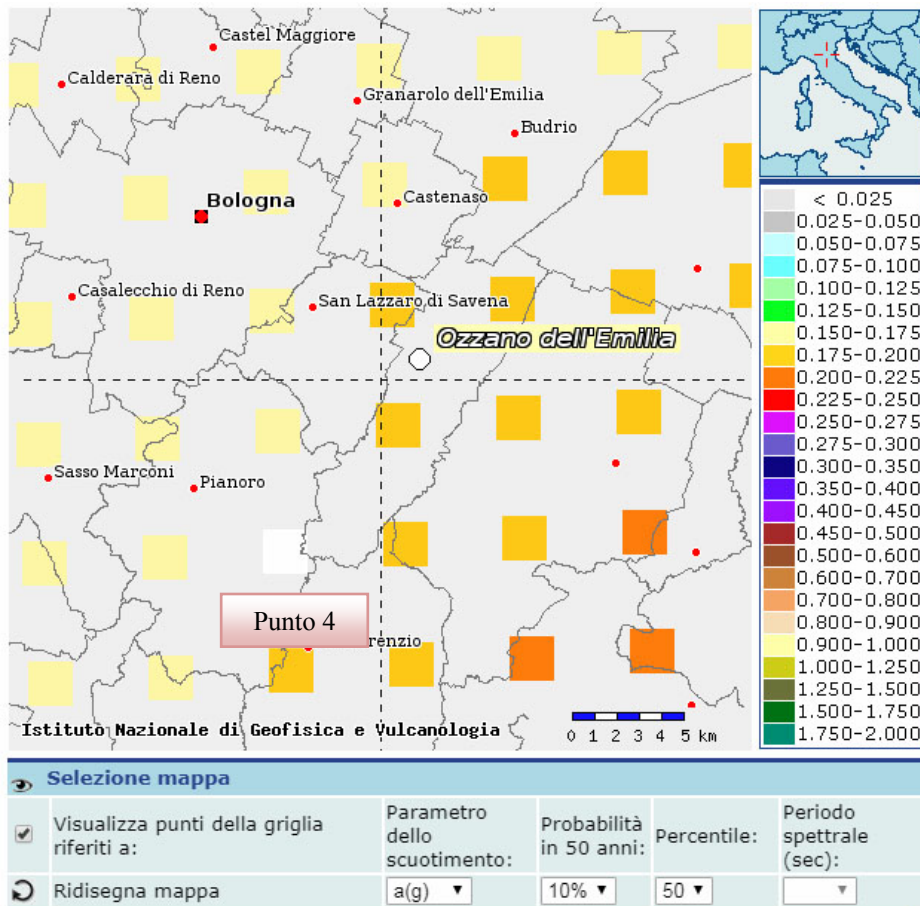 Castel Maggiore
Calderara di Reno
Granarolo dell'Emilia
Budrio
Bologna
Castenaso
Casalecchio di Reno
San Lazzaro di Savena
Ozzano dell'Emilia
Sasso Marconi
Pianoro
Punto 4
renzio
Istituto Nazionale di Geofisica e Vulcanologia
0 1 2 3 4 5 km
< 0.025
0.025-0.050
0.050-0.075
0.075-0.100
0.100-0.125
0.125-0.150
0.150-0.175
0.175-0.200
0.200-0.225
0.225-0.250
0.250-0.275
0.275-0.300
0.300-0.350
0.350-0.400
0.400-0.450
0.450-0.500
0.500-0.600
0.600-0.700
0.700-0.800
0.800-0.900
0.900-1.000
1.000-1.250
1.250-1.500
1.500-1.750
1.750-2.000
Selezione mappa
Visualizza punti della griglia
riferiti a:
Parametro
dello
scuotimento:
Probabilità
in 50 anni:
Percentile:
Periodo
spettrale
(sec):
Ridisegna mappa
a(g)
10%
50